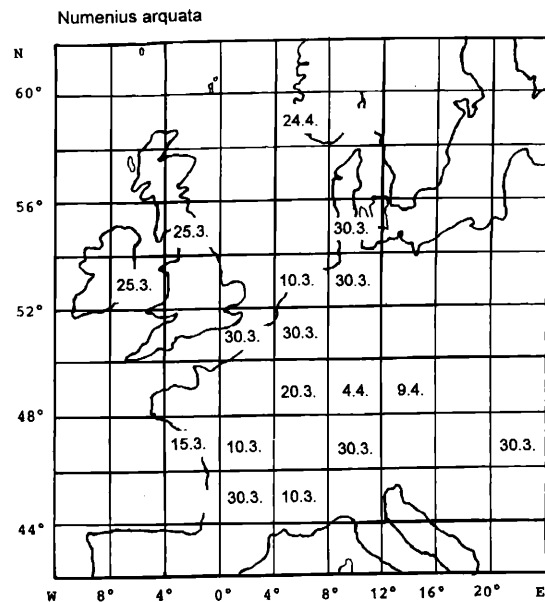 Numenius arquata
N
60°
24.4.
56°
25.3. 30.3.
25.3. 10.3. 30.3.
52°
30.3. 30.3.
20.3. 4.4. 9.4.
48°
15.3. 10.3. 30.3. 30.3.
30.3. 10.3.
44°
W 8° 4° 0° 4° 8° 12° 16° 20° E